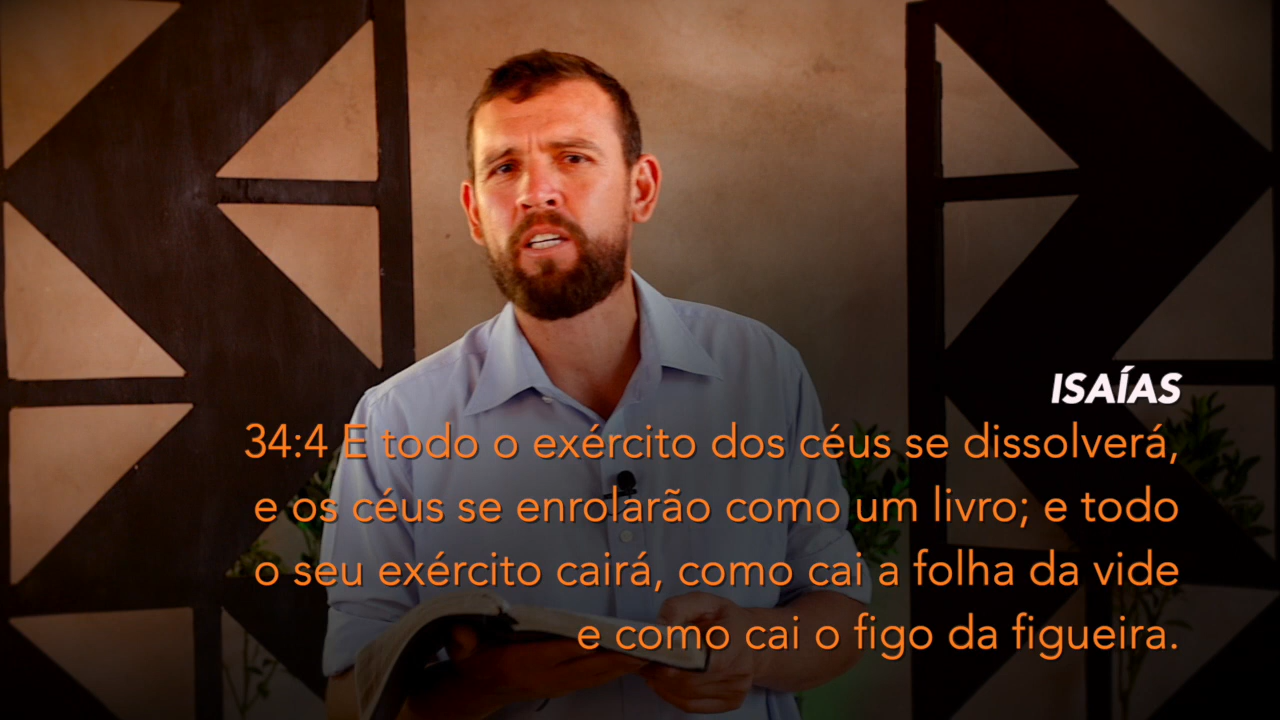 ISAÍAS
34:4 E todo o exército dos céus se dissolverá,
e os céus se enrolarão como um livro; e todo
o seu exército cairá, como cai a folha da vide
e como cai o figo da figueira.